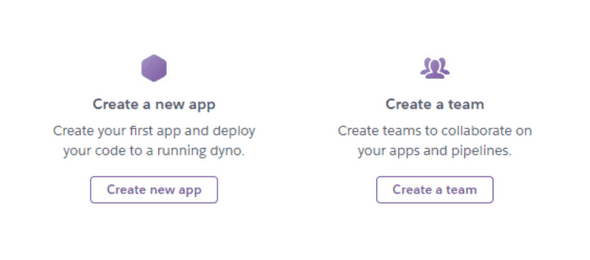 Create a new app
Create your first app and deploy
your code to a running dyno.
Create new app
Create a team
Create teams to collaborate on
your apps and pipelines.
Create a team